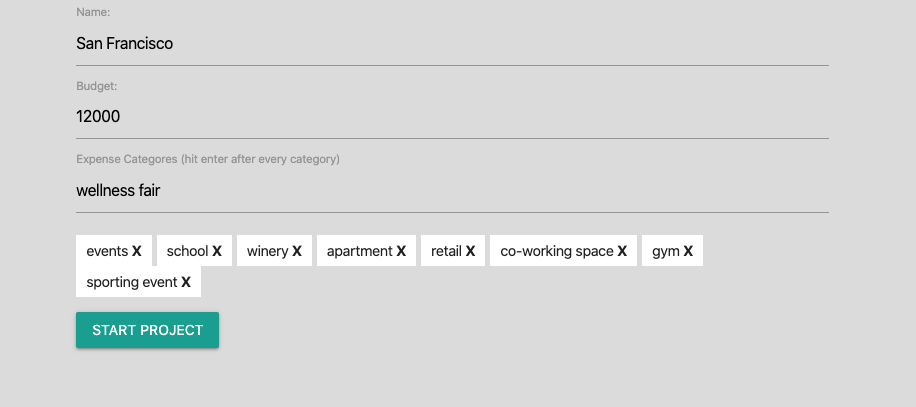 Name:
San Francisco
Budget:
12000
Expense Categores (hit enter after every category)
wellness fair
events X school X winery X apartment X retail X co-working space X gym X
sporting event X
START PROJECT